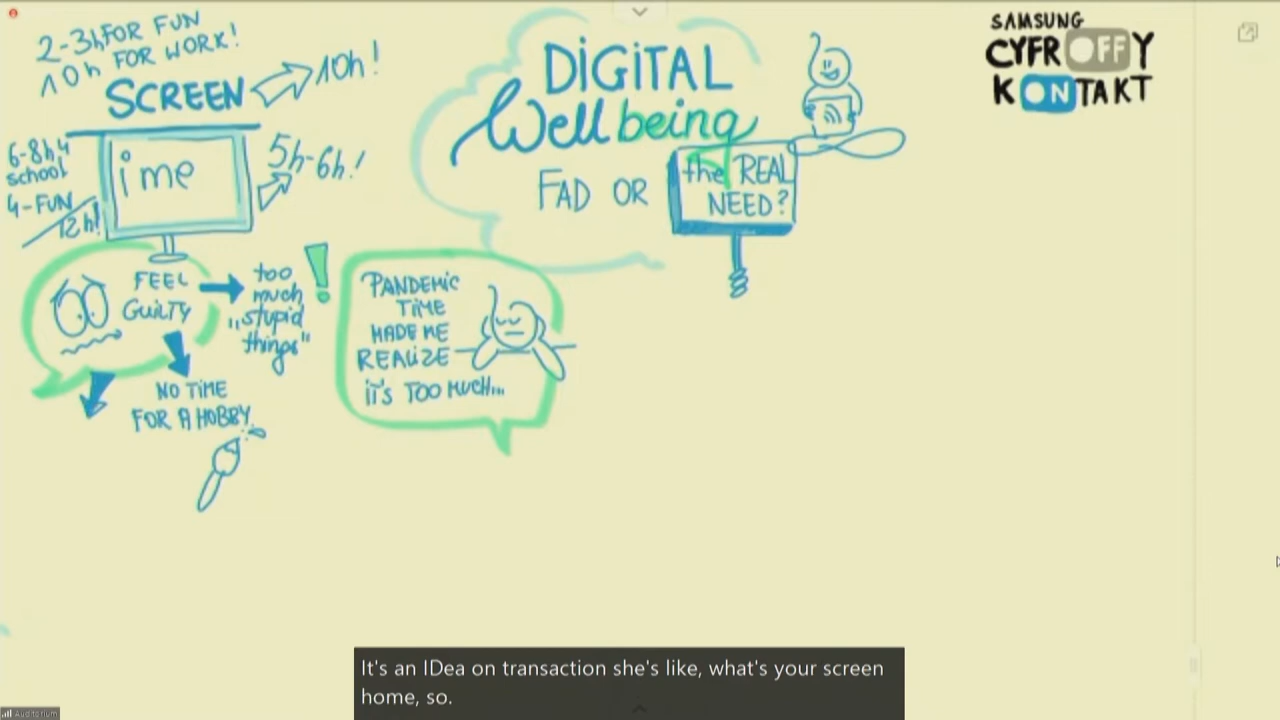 2-3h FOR FUN
10h FOR WORK!
SCREEN
10h!
ime
5h-6h!
6-8h
school
4-FUN
12h!
FEEL
GUILTY
too
much
„stupid
things"
!
NO TIME
FOR A HOBBY
PANDEMIC
TIME
MADE ME
REALIZE
iT'S TOO MUCH...
DiGiTAL
Wellbeing
FAD OR
the REAL
NEED?
SAMSUNG
CYFROFFY
KONTAKT
It's an IDea on transaction she's like, what's your screen
home, so.
Auditorium